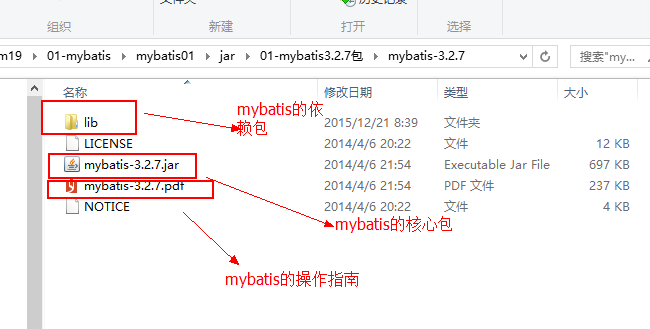 组织 新建 打开 选择
m19 › 01-mybatis › mybatis01 › jar › 01-mybatis3.2.7包 › mybatis-3.2.7
搜索"my...
名称 修改日期 类型 大小
lib 2015/12/21 8:39 文件夹
LICENSE 2014/4/6 20:22 文件 12 KB
mybatis-3.2.7.jar 2014/4/6 21:54 Executable Jar File 697 KB
mybatis-3.2.7.pdf 2014/4/6 21:54 PDF 文件 237 KB
NOTICE 2014/4/6 20:22 文件 4 KB
mybatis的依
赖包
mybatis的核心包
mybatis的操作指南